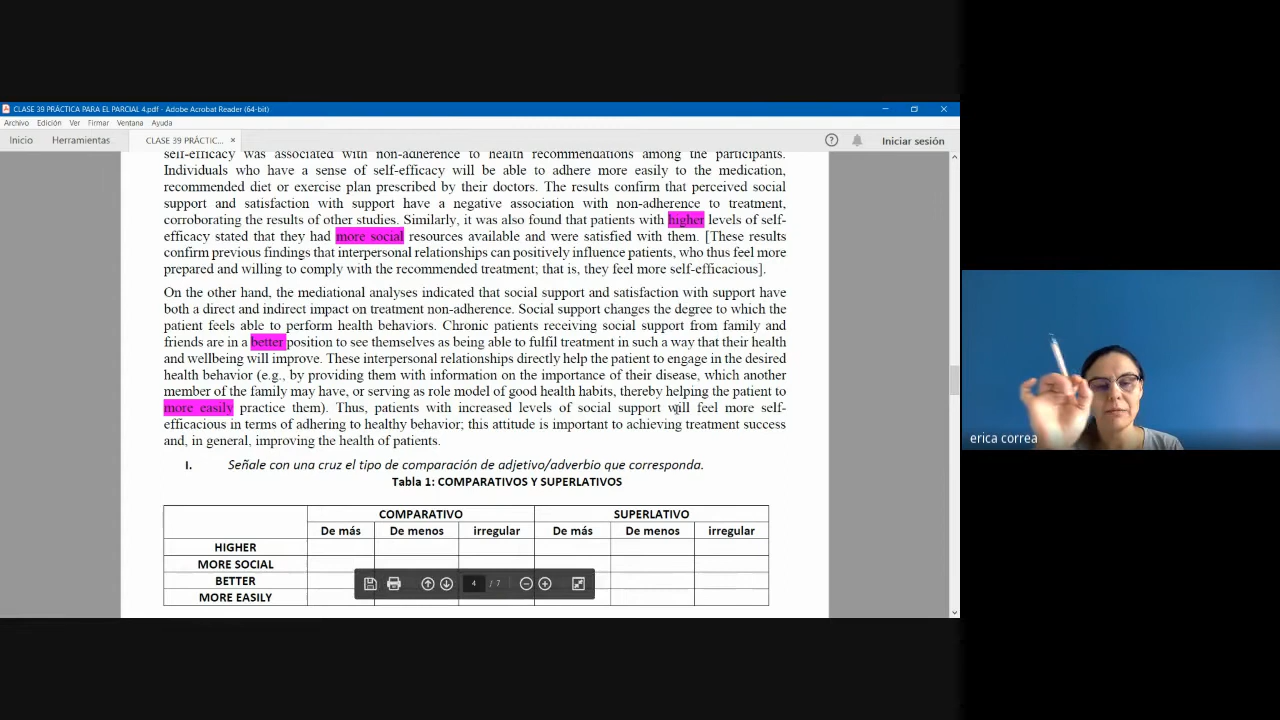 CLASE 39 PRÁCTICA PARA EL PARCIAL 4.pdf - Adobe Acrobat Reader (64-bit)
Archivo Edición Ver Firmar Ventana Ayuda
Inicio Herramientas CLASE 39 PRÁCTIC... × Iniciar sesión
self-efficacy was associated with non-adherence to health recommendations among the participants.
Individuals who have a sense of self-efficacy will be able to adhere more easily to the medication,
recommended diet or exercise plan prescribed by their doctors. The results confirm that perceived social
support and satisfaction with support have a negative association with non-adherence to treatment,
corroborating the results of other studies. Similarly, it was also found that patients with higher levels of self-
efficacy stated that they had more social resources available and were satisfied with them. [These results
confirm previous findings that interpersonal relationships can positively influence patients, who thus feel more
prepared and willing to comply with the recommended treatment; that is, they feel more self-efficacious].
On the other hand, the mediational analyses indicated that social support and satisfaction with support have
both a direct and indirect impact on treatment non-adherence. Social support changes the degree to which the
patient feels able to perform health behaviors. Chronic patients receiving social support from family and
friends are in a better position to see themselves as being able to fulfil treatment in such a way that their health
and wellbeing will improve. These interpersonal relationships directly help the patient to engage in the desired
health behavior (e.g., by providing them with information on the importance of their disease, which another
member of the family may have, or serving as role model of good health habits, thereby helping the patient to
more easily practice them). Thus, patients with increased levels of social support will feel more self-
efficacious in terms of adhering to healthy behavior; this attitude is important to achieving treatment success
and, in general, improving the health of patients.
I. Señale con una cruz el tipo de comparación de adjetivo/adverbio que corresponda.
Tabla 1: COMPARATIVOS Y SUPERLATIVOS
COMPARATIVO SUPERLATIVO
De más De menos irregular De más De menos irregular
HIGHER
MORE SOCIAL
BETTER
4 / 7
MORE EASILY
erica correa